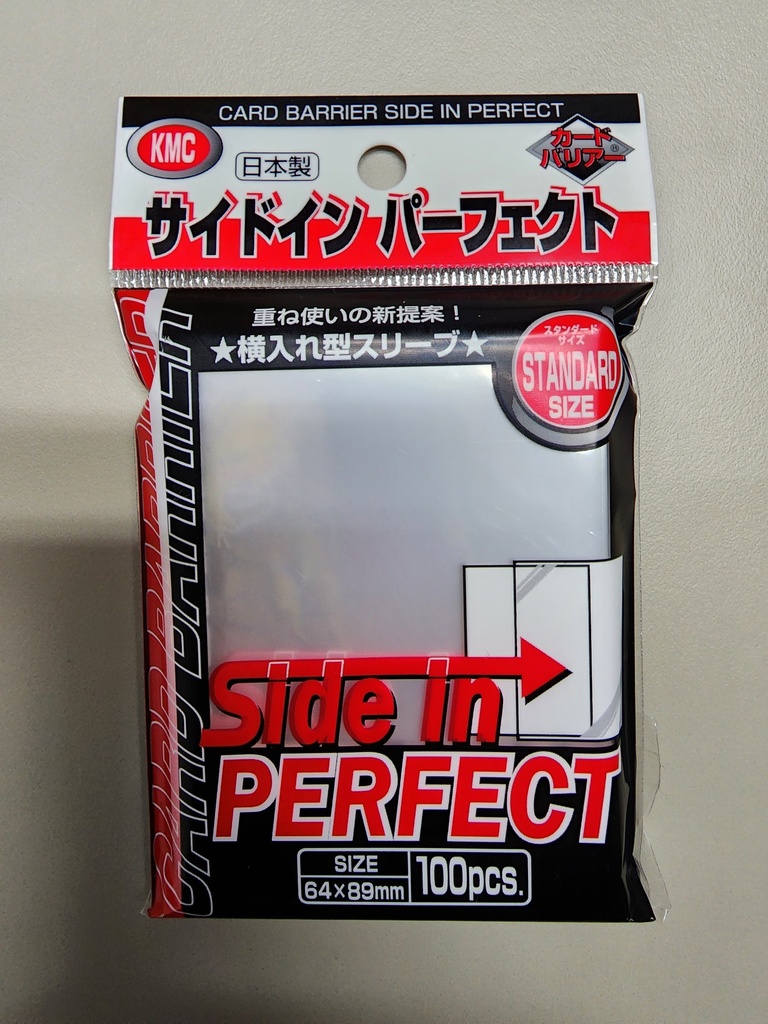 CARD BARRIER SIDE IN PERFECT
KMC
日本製
カード
バリアー®
サイドイン パーフェクト
重ね使いの新提案！
★横入れ型スリーブ★
スタンダード
サイズ
STANDARD
SIZE
CARD BARRIER
Side in
PERFECT
SIZE
64×89mm
100pcs.